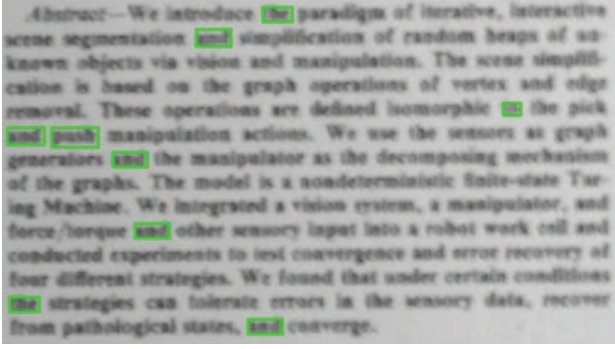 Abstract—We introduce the paradigm of iterative, interactive
scene segmentation and simplification of random heaps of un-
known objects via vision and manipulation. The scene simplifi-
cation is based on the graph operations of vertex and edge
removal. These operations are defined isomorphic to the pick
and push manipulation actions. We use the sensors as graph
generators and the manipulator as the decomposing mechanism
of the graphs. The model is a nondeterministic finite-state Tur-
ing Machine. We integrated a vision system, a manipulator, and
force/torque and other sensory input into a robot work cell and
conducted experiments to test convergence and error recovery of
four different strategies. We found that under certain conditions
the strategies can tolerate errors in the sensory data, recover
from pathological states, and converge.